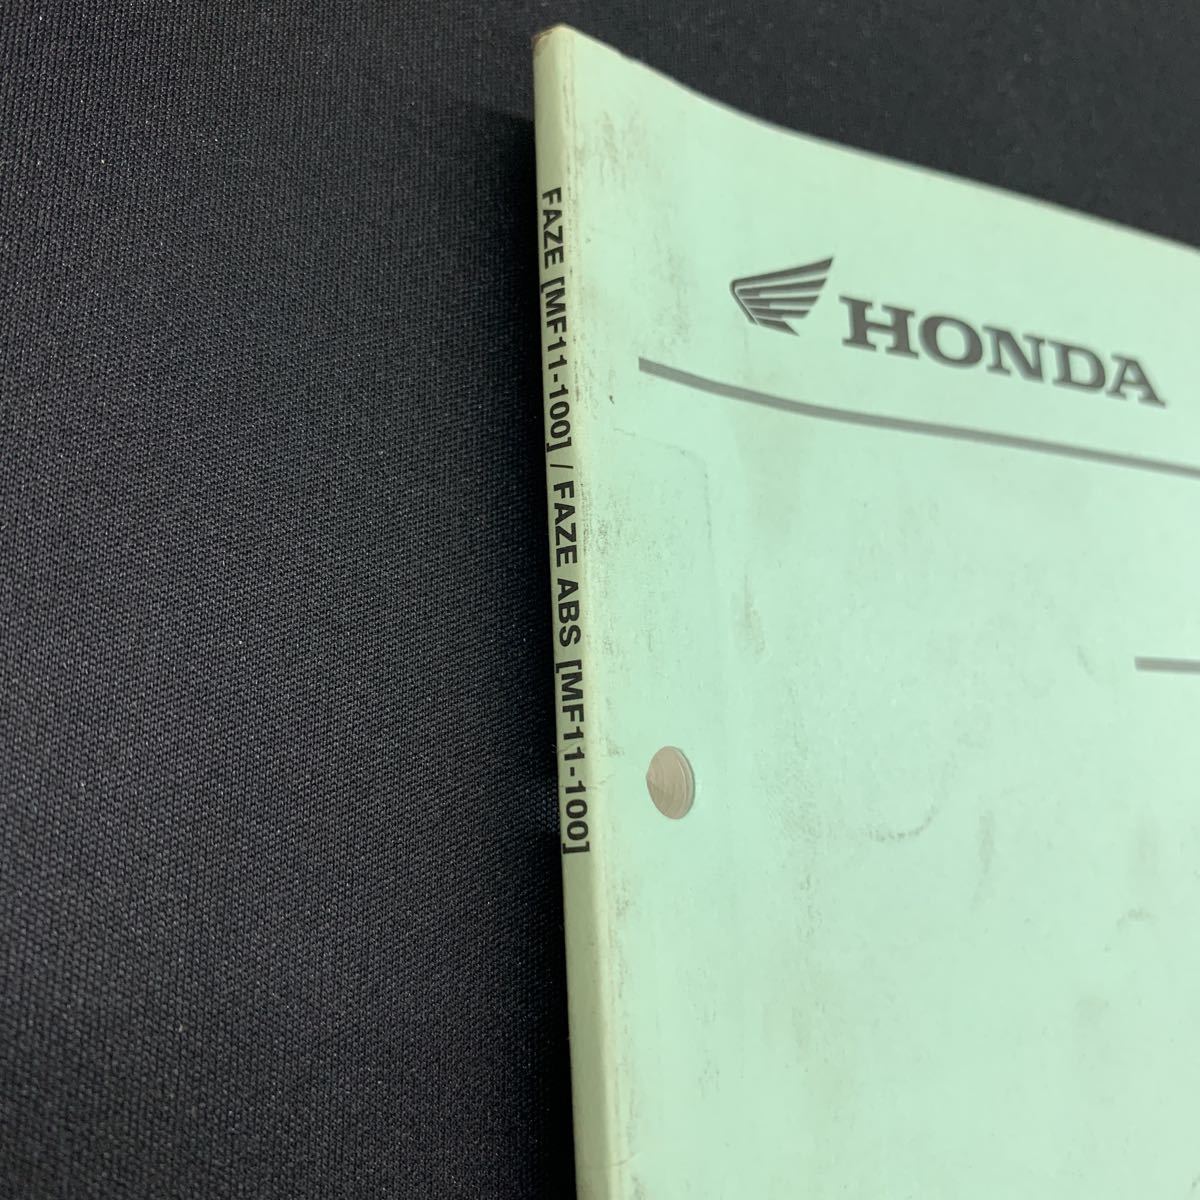 FAZE [MF11-100] / FAZE ABS [MF11-100]
HONDA